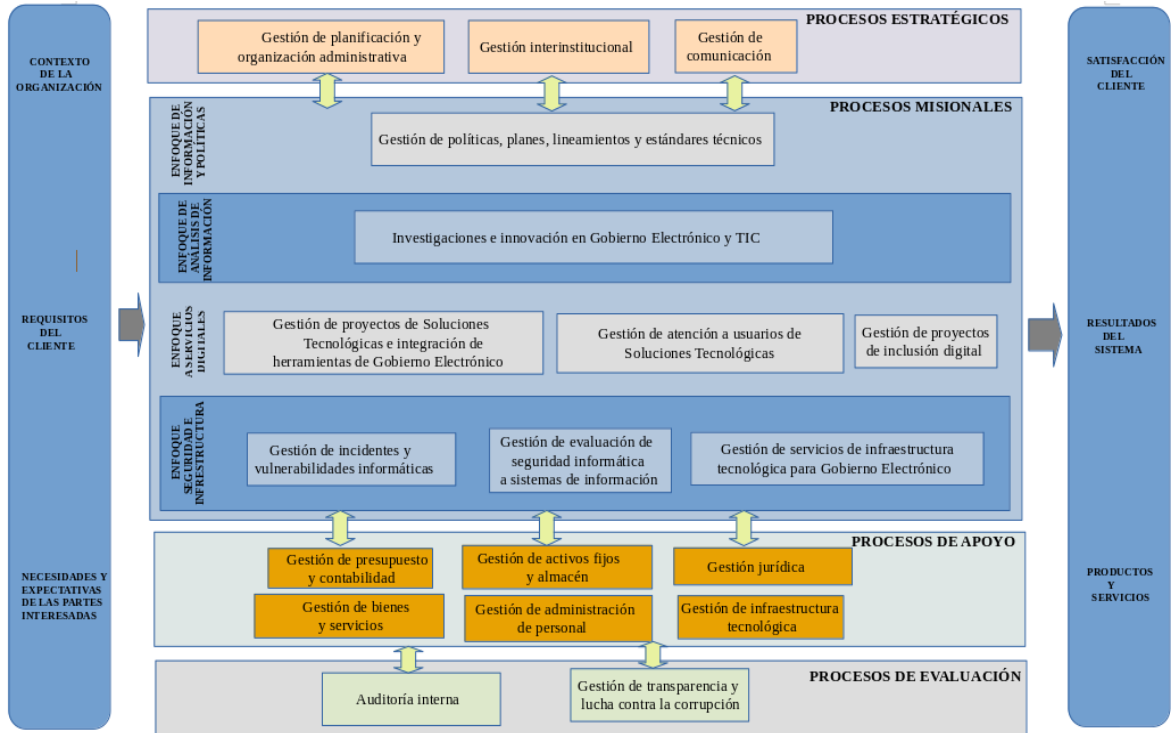 CONTEXTO
DE LA
ORGANIZACIÓN
REQUISITOS
DEL
CLIENTE
NECESIDADES Y
EXPECTATIVAS
DE LAS PARTES
INTERESADAS
PROCESOS ESTRATÉGICOS
Gestión de planificación y
organización administrativa
Gestión interinstitucional
Gestión de
comunicación
PROCESOS MISIONALES
ENFOQUE DE
INFORMACIÓN
Y POLÍTICAS
Gestión de políticas, planes, lineamientos y estándares técnicos
ENFOQUE DE
ANÁLISIS DE
INFORMACIÓN
Investigaciones e innovación en Gobierno Electrónico y TIC
ENFOQUE
A SERVICIOS
DIGITALES
Gestión de proyectos de Soluciones
Tecnológicas e integración de
herramientas de Gobierno Electrónico
Gestión de atención a usuarios de
Soluciones Tecnológicas
Gestión de proyectos
de inclusión digital
ENFOQUE
SEGURIDAD E
INFRESTRUCTURA
Gestión de incidentes y
vulnerabilidades informáticas
Gestión de evaluación de
seguridad informática
a sistemas de información
Gestión de servicios de infraestructura
tecnológica para Gobierno Electrónico
PROCESOS DE APOYO
Gestión de presupuesto
y contabilidad
Gestión de activos fijos
y almacén
Gestión jurídica
Gestión de bienes
y servicios
Gestión de administración
de personal
Gestión de infraestructura
tecnológica
PROCESOS DE EVALUACIÓN
Auditoría interna
Gestión de transparencia y
lucha contra la corrupción
SATISFACCIÓN
DEL
CLIENTE
RESULTADOS
DEL
SISTEMA
PRODUCTOS
Y
SERVICIOS